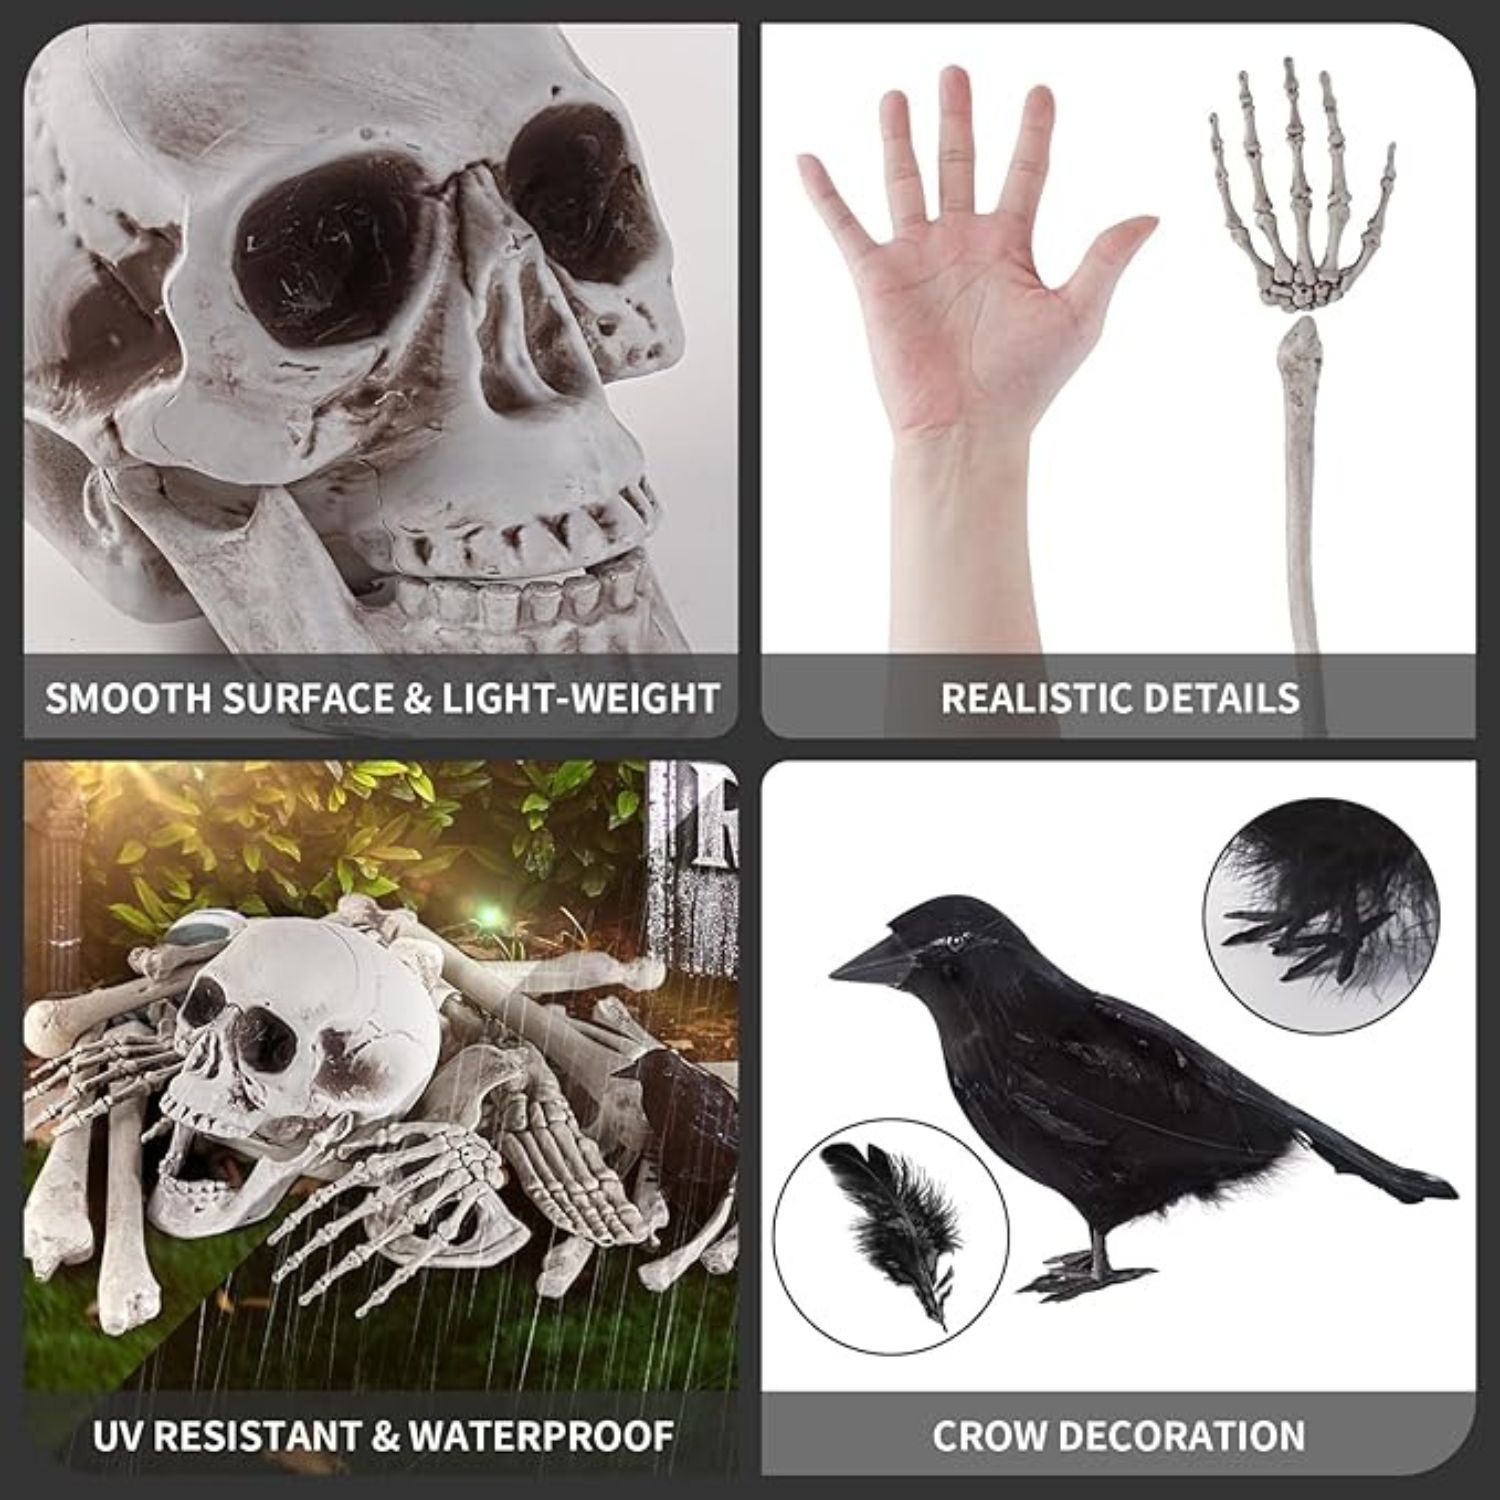 SMOOTH SURFACE & LIGHT-WEIGHT
REALISTIC DETAILS
R
UV RESISTANT & WATERPROOF
CROW DECORATION